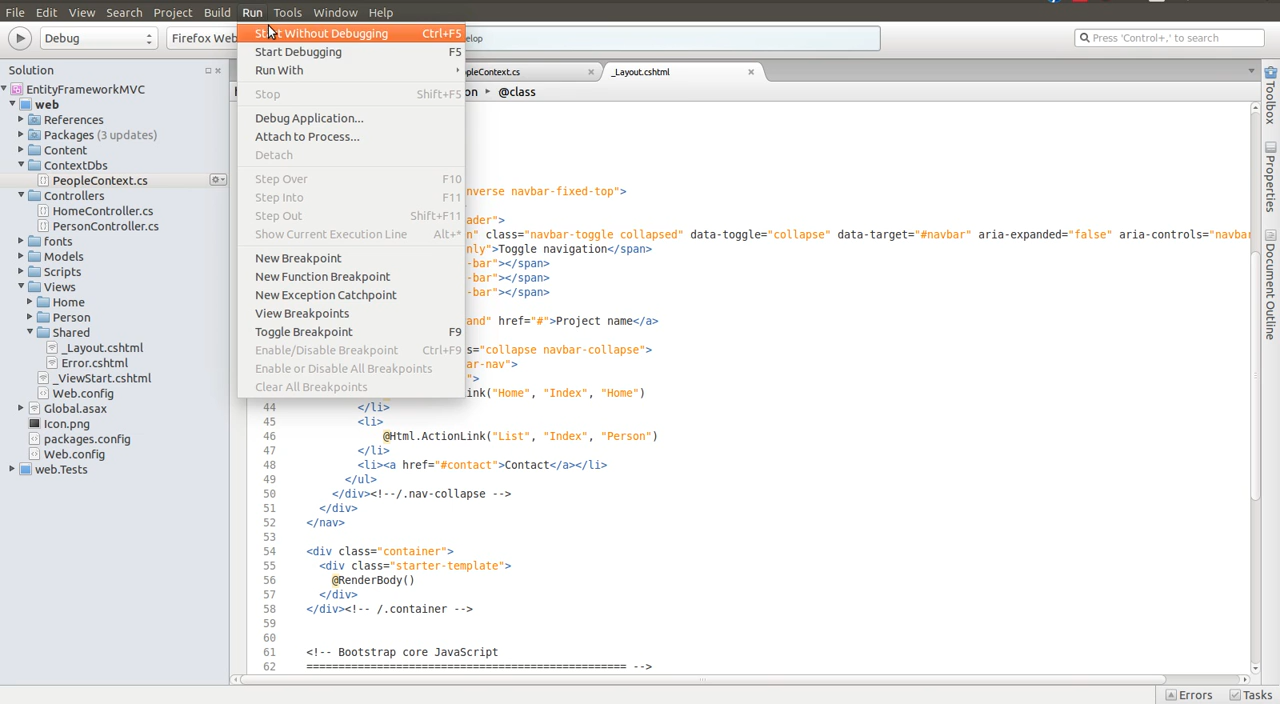 File Edit View Search Project Build Run Tools Window Help
Debug Firefox Web elop Press 'Control+,' to search
Solution
EntityFrameworkMVC
web
References
Packages (3 updates)
Content
ContextDbs
PeopleContext.cs
Controllers
HomeController.cs
PersonController.cs
fonts
Models
Scripts
Views
Home
Person
Shared
_Layout.cshtml
Error.cshtml
_ViewStart.cshtml
Web.config
Global.asax
Icon.png
packages.config
Web.config
web.Tests
Start Without Debugging Ctrl+F5
Start Debugging F5
Run With
Stop Shift+F5
Debug Application...
Attach to Process...
Detach
Step Over F10
Step Into F11
Step Out Shift+F11
Show Current Execution Line Alt+*
New Breakpoint
New Function Breakpoint
New Exception Catchpoint
View Breakpoints
Toggle Breakpoint F9
Enable/Disable Breakpoint Ctrl+F9
Enable or Disable All Breakpoints
Clear All Breakpoints
pleContext.cs _Layout.cshtml
on @class
nverse navbar-fixed-top">
ader">
n" class="navbar-toggle collapsed" data-toggle="collapse" data-target="#navbar" aria-expanded="false" aria-controls="navbar
nly">Toggle navigation</span>
-bar"></span>
-bar"></span>
-bar"></span>
and" href="#">Project name</a>
s="collapse navbar-collapse">
ar-nav">
">
ink("Home", "Index", "Home")
44 </li>
45 <li>
46 @Html.ActionLink("List", "Index", "Person")
47 </li>
48 <li><a href="#contact">Contact</a></li>
49 </ul>
50 </div><!--/.nav-collapse -->
51 </div>
52 </nav>
53
54 <div class="container">
55 <div class="starter-template">
56 @RenderBody()
57 </div>
58 </div><!-- /.container -->
59
60
61 <!-- Bootstrap core JavaScript
62 ================================================== -->
Toolbox
Properties
Document Outline
Errors Tasks